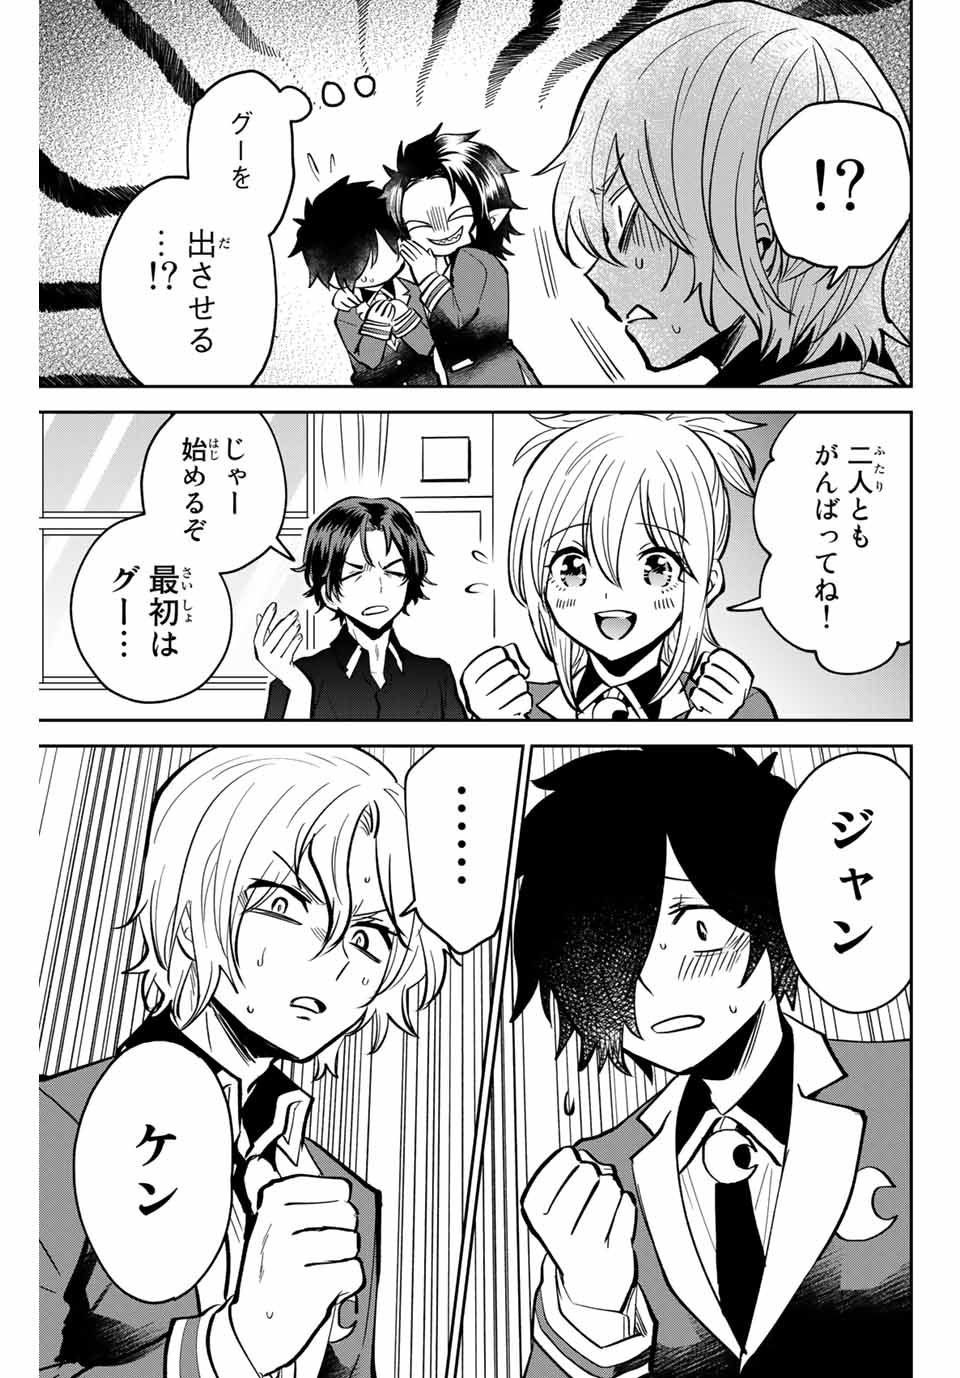 !?
グーを
出させる
…!?
二人とも
がんばってね!
じゃー
始めるぞ
最初は
グー…
ジャン
……
ケン